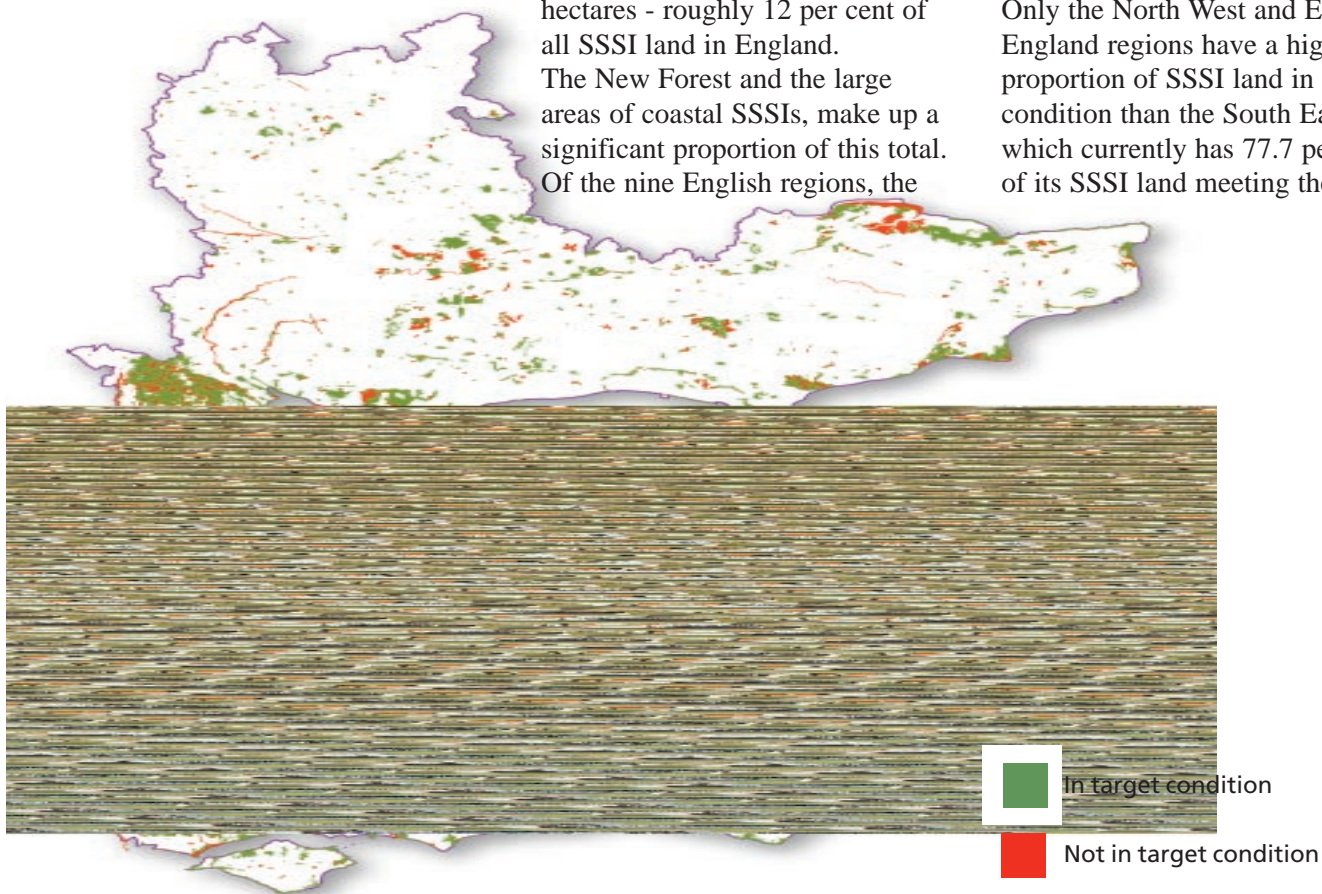 hectares - roughly 12 per cent of
all SSSI land in England.
The New Forest and the large
areas of coastal SSSIs, make up a
significant proportion of this total.
Of the nine English regions, the
Only the North West and
England regions have a
proportion of SSSI land in
condition than the South
which currently has 77.7
of its SSSI land meeting
In target condition
Not in target condition